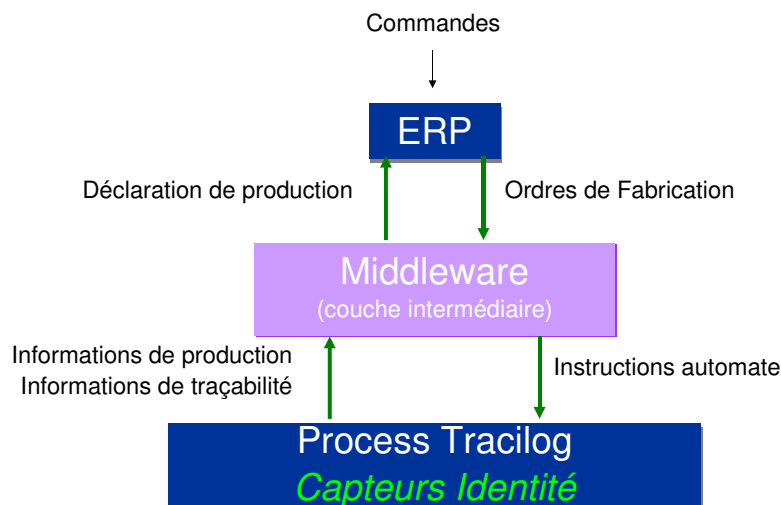 Commandes
ERP
Déclaration de production
Ordres de Fabrication
Middleware
(couche intermédiaire)
Informations de production
Informations de traçabilité
Instructions automate
Process Tracilog
Capteurs Identité